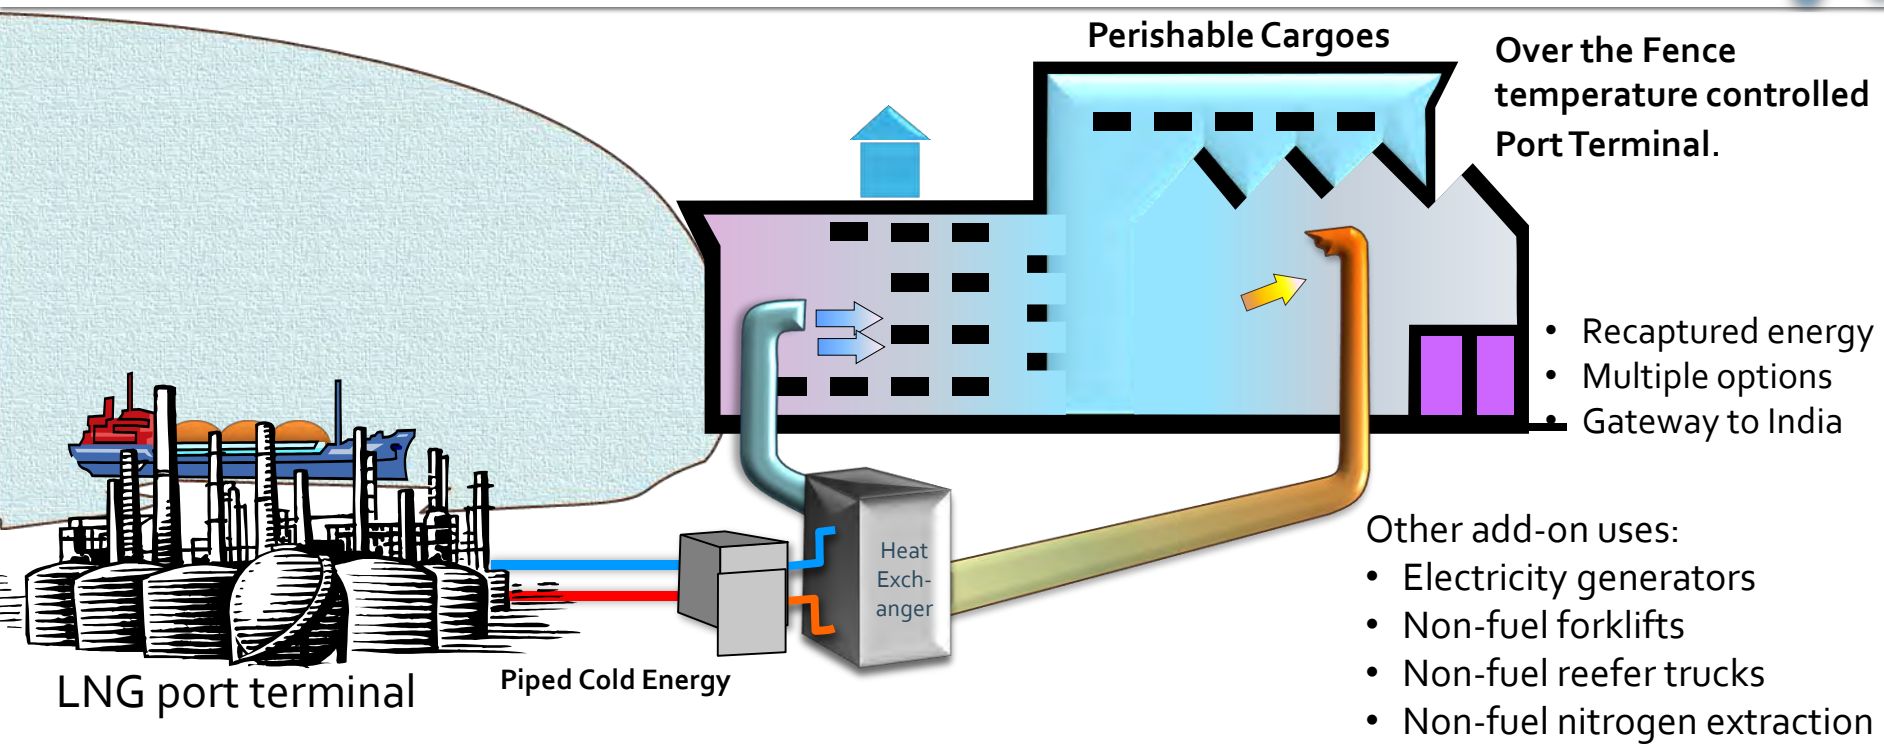 Perishable Cargoes
Over the Fence
temperature controlled
Port Terminal.
• Recaptured energy
• Multiple options
• Gateway to India
Heat
Exch-
anger
Piped Cold Energy
LNG port terminal
Other add-on uses:
• Electricity generators
• Non-fuel forklifts
• Non-fuel reefer trucks
• Non-fuel nitrogen extraction